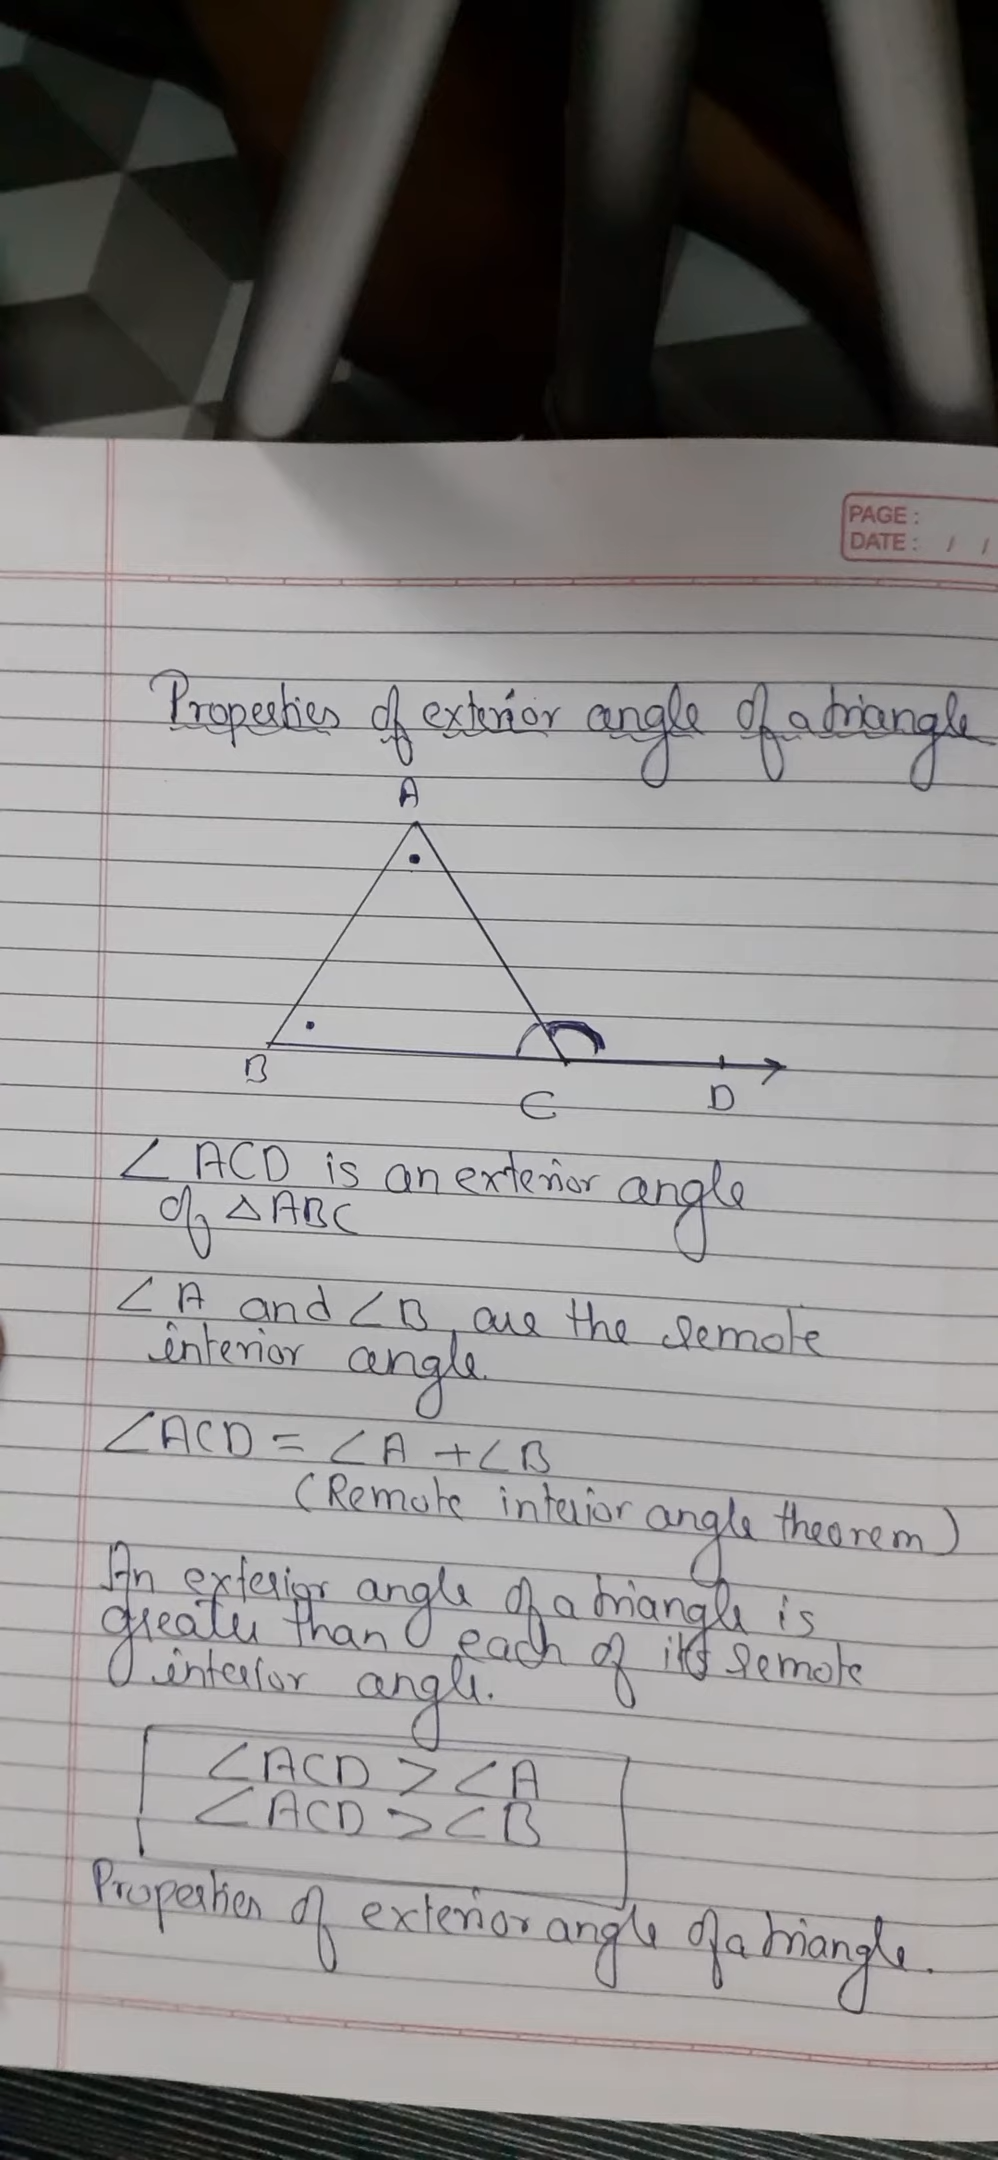 PAGE :
DATE : / /
Properties of exterior angle of a triangle
A
B
C
D
∠ ACD is an exterior angle
of △ABC
∠A and ∠B are the remote
interior angle.
∠ACD = ∠A + ∠B
(Remote interior angle theorem)
An exterior angle of a triangle is
greater than each of its remote
interior angle.
∠ACD > ∠A
∠ACD > ∠B
Properties of exterior angle of a triangle.